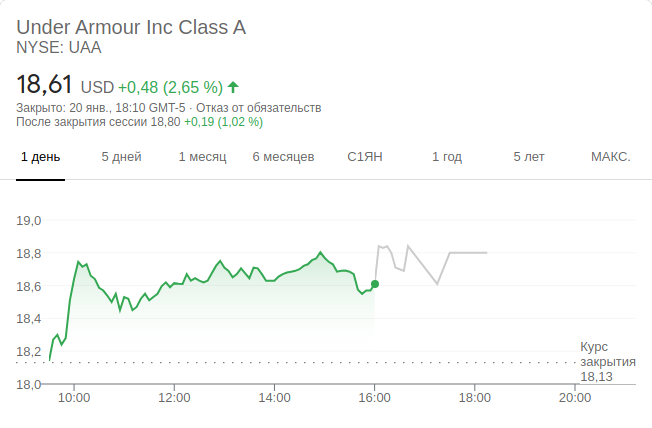 Under Armour Inc Class A
NYSE: UAA
18,61 USD +0,48 (2,65 %)
Закрыто: 20 янв., 18:10 GMT-5 · Отказ от обязательств
После закрытия сессии 18,80 +0,19 (1,02 %)
1 день 5 дней 1 месяц 6 месяцев С1ЯН 1 год 5 лет МАКС.
19,0
18,8
18,6
18,4
18,2
18,0
Курс
закрытия
18,13
10:00 12:00 14:00 16:00 18:00 20:00